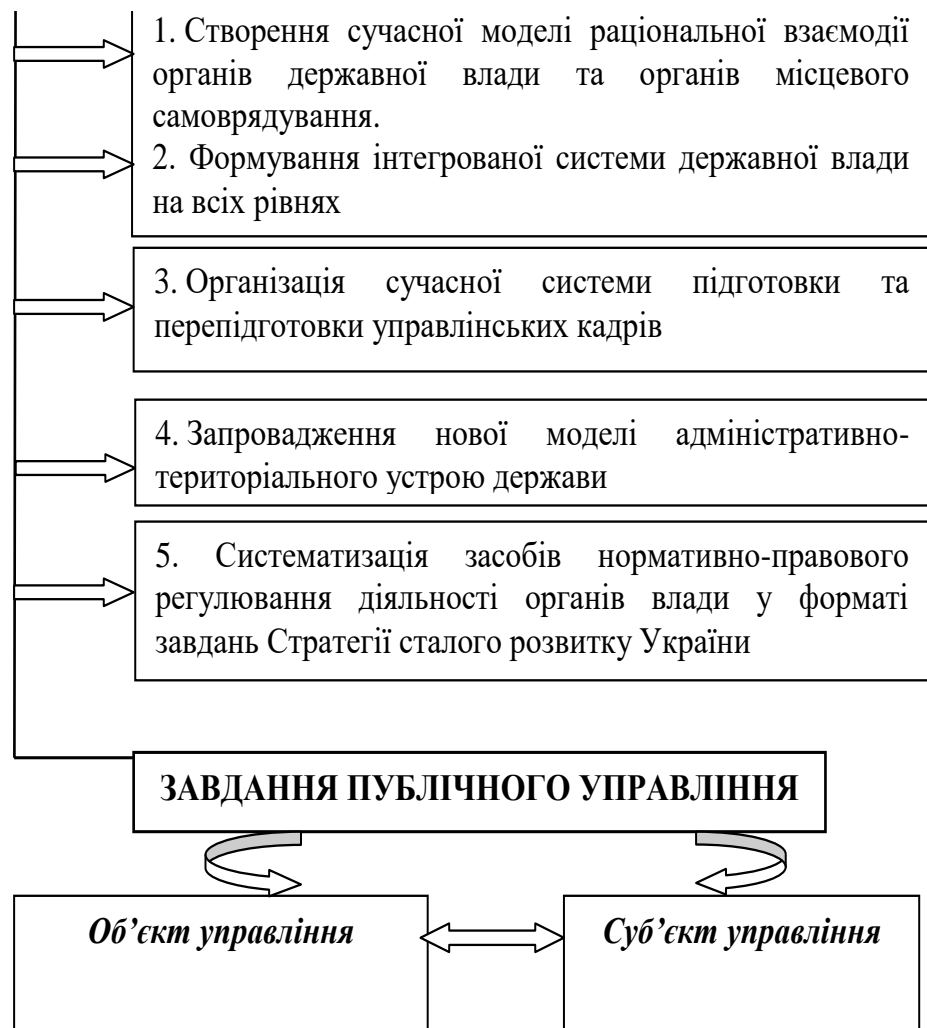 1. Створення сучасної моделі раціональної взаємодії
органів державної влади та органів місцевого
самоврядування.
2. Формування інтегрованої системи державної влади
на всіх рівнях
3. Організація сучасної системи підготовки та
перепідготовки управлінських кадрів
4. Запровадження нової моделі адміністративно-
територіального устрою держави
5. Систематизація засобів нормативно-правового
регулювання діяльності органів влади у форматі
завдань Стратегії сталого розвитку України
ЗАВДАННЯ ПУБЛІЧНОГО УПРАВЛІННЯ
Об’єкт управління
Суб’єкт управління